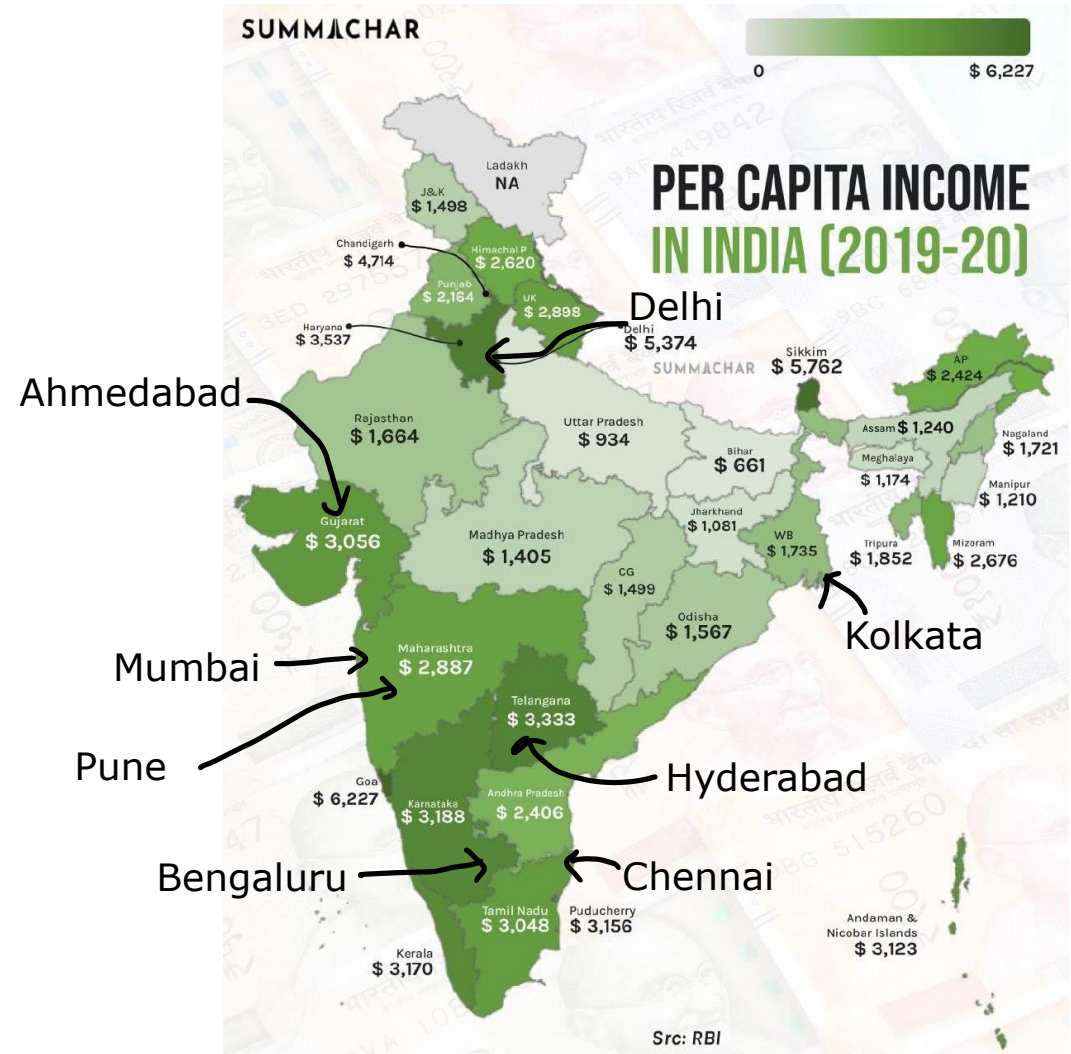 SUMMACHAR
0
$ 6,227
PER CAPITA INCOME
IN INDIA (2019-20)
Ladakh
NA
J&K
$ 1,498
Chandigarh
$ 4,714
Himachal P
$ 2,620
Punjab
$ 2,164
UK
$ 2,898
Haryana
$ 3,537
Delhi
Delhi
$ 5,374
SUMMACHAR
Sikkim
$ 5,762
AP
$ 2,424
Ahmedabad
Rajasthan
$ 1,664
Uttar Pradesh
$ 934
Bihar
$ 661
Assam $ 1,240
Nagaland
$ 1,721
Meghalaya
$ 1,174
Manipur
$ 1,210
Gujarat
$ 3,056
Madhya Pradesh
$ 1,405
Jharkhand
$ 1,081
WB
$ 1,735
Tripura
$ 1,852
Mizoram
$ 2,676
CG
$ 1,499
Odisha
$ 1,567
Kolkata
Mumbai
Maharashtra
$ 2,887
Pune
Telangana
$ 3,333
Hyderabad
Goa
$ 6,227
Karnataka
$ 3,188
Andhra Pradesh
$ 2,406
Bengaluru
Chennai
Tamil Nadu
$ 3,048
Puducherry
$ 3,156
Kerala
$ 3,170
Andaman &
Nicobar Islands
$ 3,123
Src: RBI